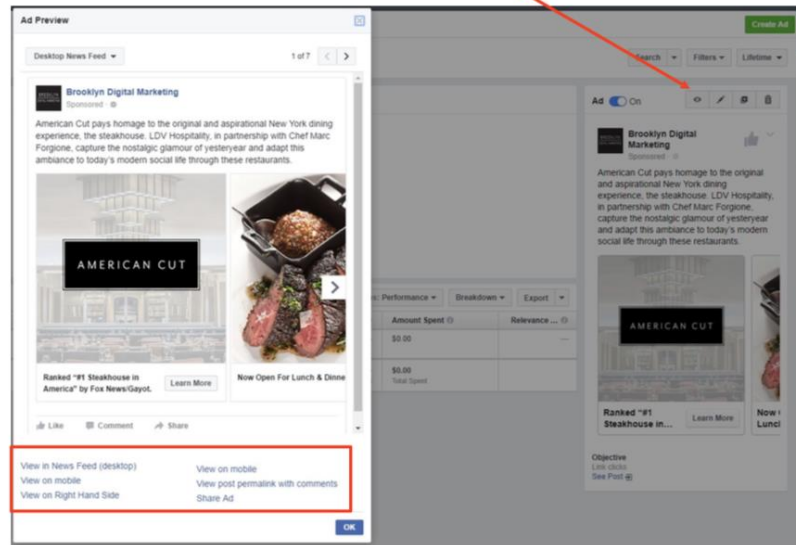 Ad Preview
Desktop News Feed
1 of 7
Brooklyn Digital Marketing
Sponsored ·
American Cut pays homage to the original and aspirational New York dining
experience, the steakhouse. LDV Hospitality, in partnership with Chef Marc
Forgione, capture the nostalgic glamour of yesteryear and adapt this
ambiance to today's modern social life through these restaurants.
AMERICAN CUT
Ranked "#1 Steakhouse in
America" by Fox News/Gayot.
Learn More
Now Open For Lunch & Dinne
Like Comment Share
View in News Feed (desktop)
View on mobile
View on Right Hand Side
View on mobile
View post permalink with comments
Share Ad
OK
Create Ad
Search Filters Lifetime
Ad On
Brooklyn Digital
Marketing
Sponsored ·
American Cut pays homage to the original
and aspirational New York dining
experience, the steakhouse. LDV Hospitality,
in partnership with Chef Marc Forgione,
capture the nostalgic glamour of yesteryear
and adapt this ambiance to today's modern
social life through these restaurants.
AMERICAN CUT
Ranked "#1
Steakhouse in...
Learn More
Now
Lunc
Objective
Link clicks
See Post
: Performance Breakdown Export
Amount Spent Relevance ...
$0.00 —
$0.00
Total Spent